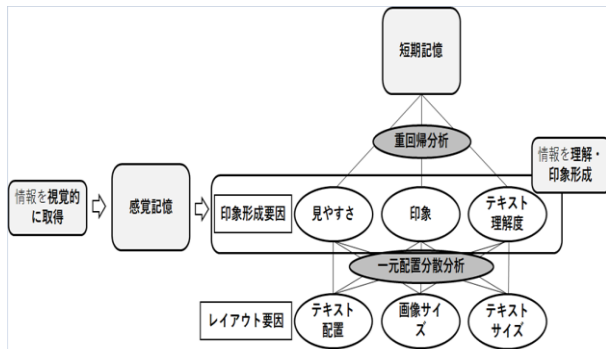 短期記憶
重回帰分析
情報を理解・
印象形成
情報を視覚的
に取得
感覚記憶
印象形成要因
見やすさ
印象
テキスト
理解度
一元配置分散分析
レイアウト要因
テキスト
配置
画像サイ
ズ
テキスト
サイズ